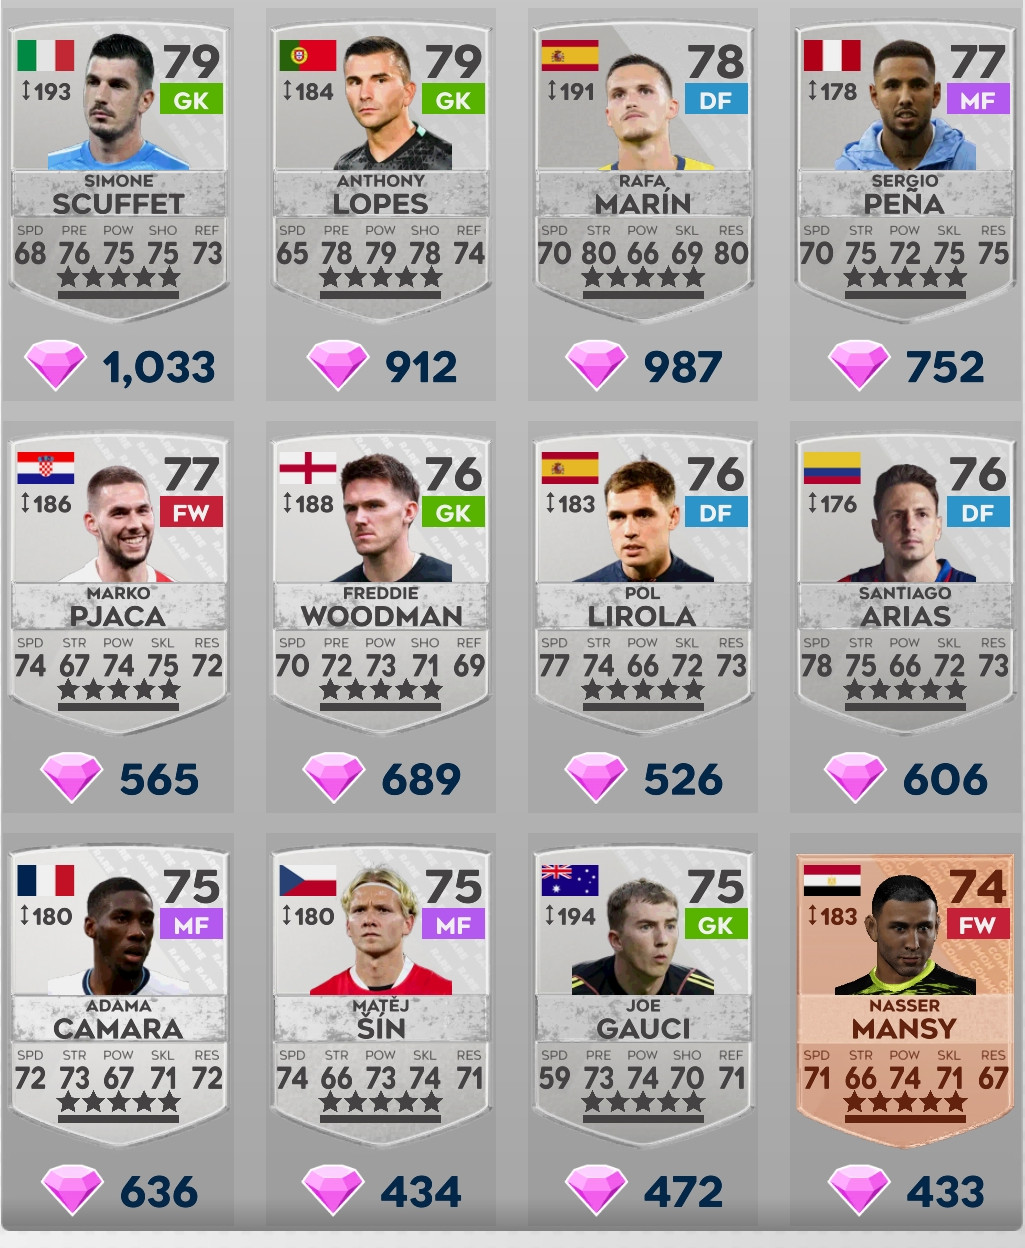 79
↕193
GK
SIMONE
SCUFFET
SPD PRE POW SHO REF
68 76 75 75 73
1,033
79
↕184
GK
ANTHONY
LOPES
SPD PRE POW SHO REF
65 78 79 78 74
912
78
↕191
DF
RAFA
MARÍN
SPD STR POW SKL RES
70 80 66 69 80
987
77
↕178
MF
SERGIO
PEÑA
SPD STR POW SKL RES
70 75 72 75 75
752
77
↕186
FW
MARKO
PJACA
SPD STR POW SKL RES
74 67 74 75 72
565
76
↕188
GK
FREDDIE
WOODMAN
SPD PRE POW SHO REF
70 72 73 71 69
689
76
↕183
DF
POL
LIROLA
SPD STR POW SKL RES
77 74 66 72 73
526
76
↕176
DF
SANTIAGO
ARIAS
SPD STR POW SKL RES
78 75 66 72 73
606
75
↕180
MF
ADAMA
CAMARA
SPD STR POW SKL RES
72 73 67 71 72
636
75
↕180
MF
MATĚJ
ŠÍN
SPD STR POW SKL RES
74 66 73 74 71
434
75
↕194
GK
JOE
GAUCI
SPD PRE POW SHO REF
59 73 74 70 71
472
74
↕183
FW
NASSER
MANSY
SPD STR POW SKL RES
71 66 74 71 67
433